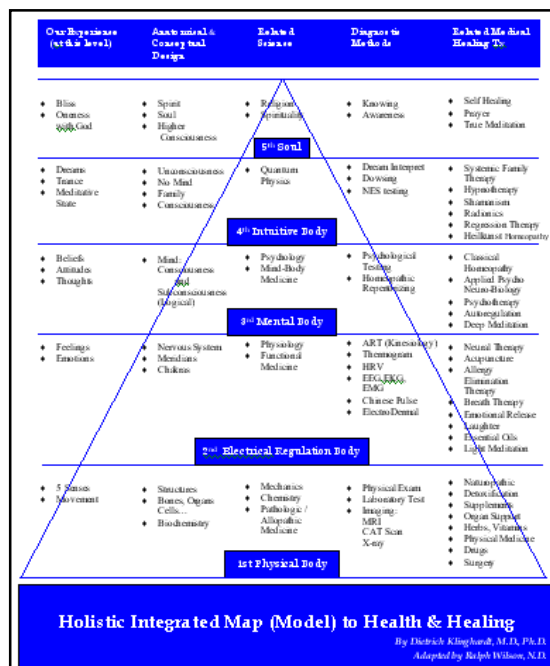 Our Experience
(at this level)
Anatomical &
Conceptual
Design
Related
Science
Diagnostic
Methods
Related Medical
Healing Tx
Bliss
Oneness
with God
Spirit
Soul
Higher
Consciousness
Religion
Spirituality
Knowing
Awareness
Self Healing
Prayer
True Meditation
5th Soul
Dreams
Trance
Meditative
State
Unconsciousness
No Mind
Family
Consciousness
Quantum
Physics
Dream Interpret
Dowsing
NES testing
Systemic Family
Therapy
Hypnotherapy
Shamanism
Radionics
Regression Therapy
Heilkunst Homeopathy
4th Intuitive Body
Beliefs
Attitudes
Thoughts
Mind:
Consciousness
and
Subconsciousness
(Logical)
Psychology
Mind-Body
Medicine
Psychological
Testing
Homeopathic
Repertorizing
Classical
Homeopathy
Applied Psycho
Neuro-Biology
Psychotherapy
Autoregulation
Deep Meditation
3rd Mental Body
Feelings
Emotions
Nervous System
Meridians
Chakras
Physiology
Functional
Medicine
ART (Kinesiology)
Thermogram
HRV
EEG, EKG,
EMG
Chinese Pulse
ElectroDermal
Neural Therapy
Acupuncture
Allergy
Elimination
Therapy
Breath Therapy
Emotional Release
Laughter
Essential Oils
Light Meditation
2nd Electrical Regulation Body
5 Senses
Movement
Structures
Bones, Organs
Cells...
Biochemistry
Mechanics
Chemistry
Pathologic /
Allopathic
Medicine
Physical Exam
Laboratory Test
Imaging:
MRI
CAT Scan
X-ray
Naturopathic
Detoxification
Supplements
Organ Support
Herbs, Vitamins
Physical Medicine
Drugs
Surgery
1st Physical Body
Holistic Integrated Map (Model) to Health & Healing
By Dietrich Klinghardt, M.D., Ph.D.
Adapted by Ralph Wilson, N.D.